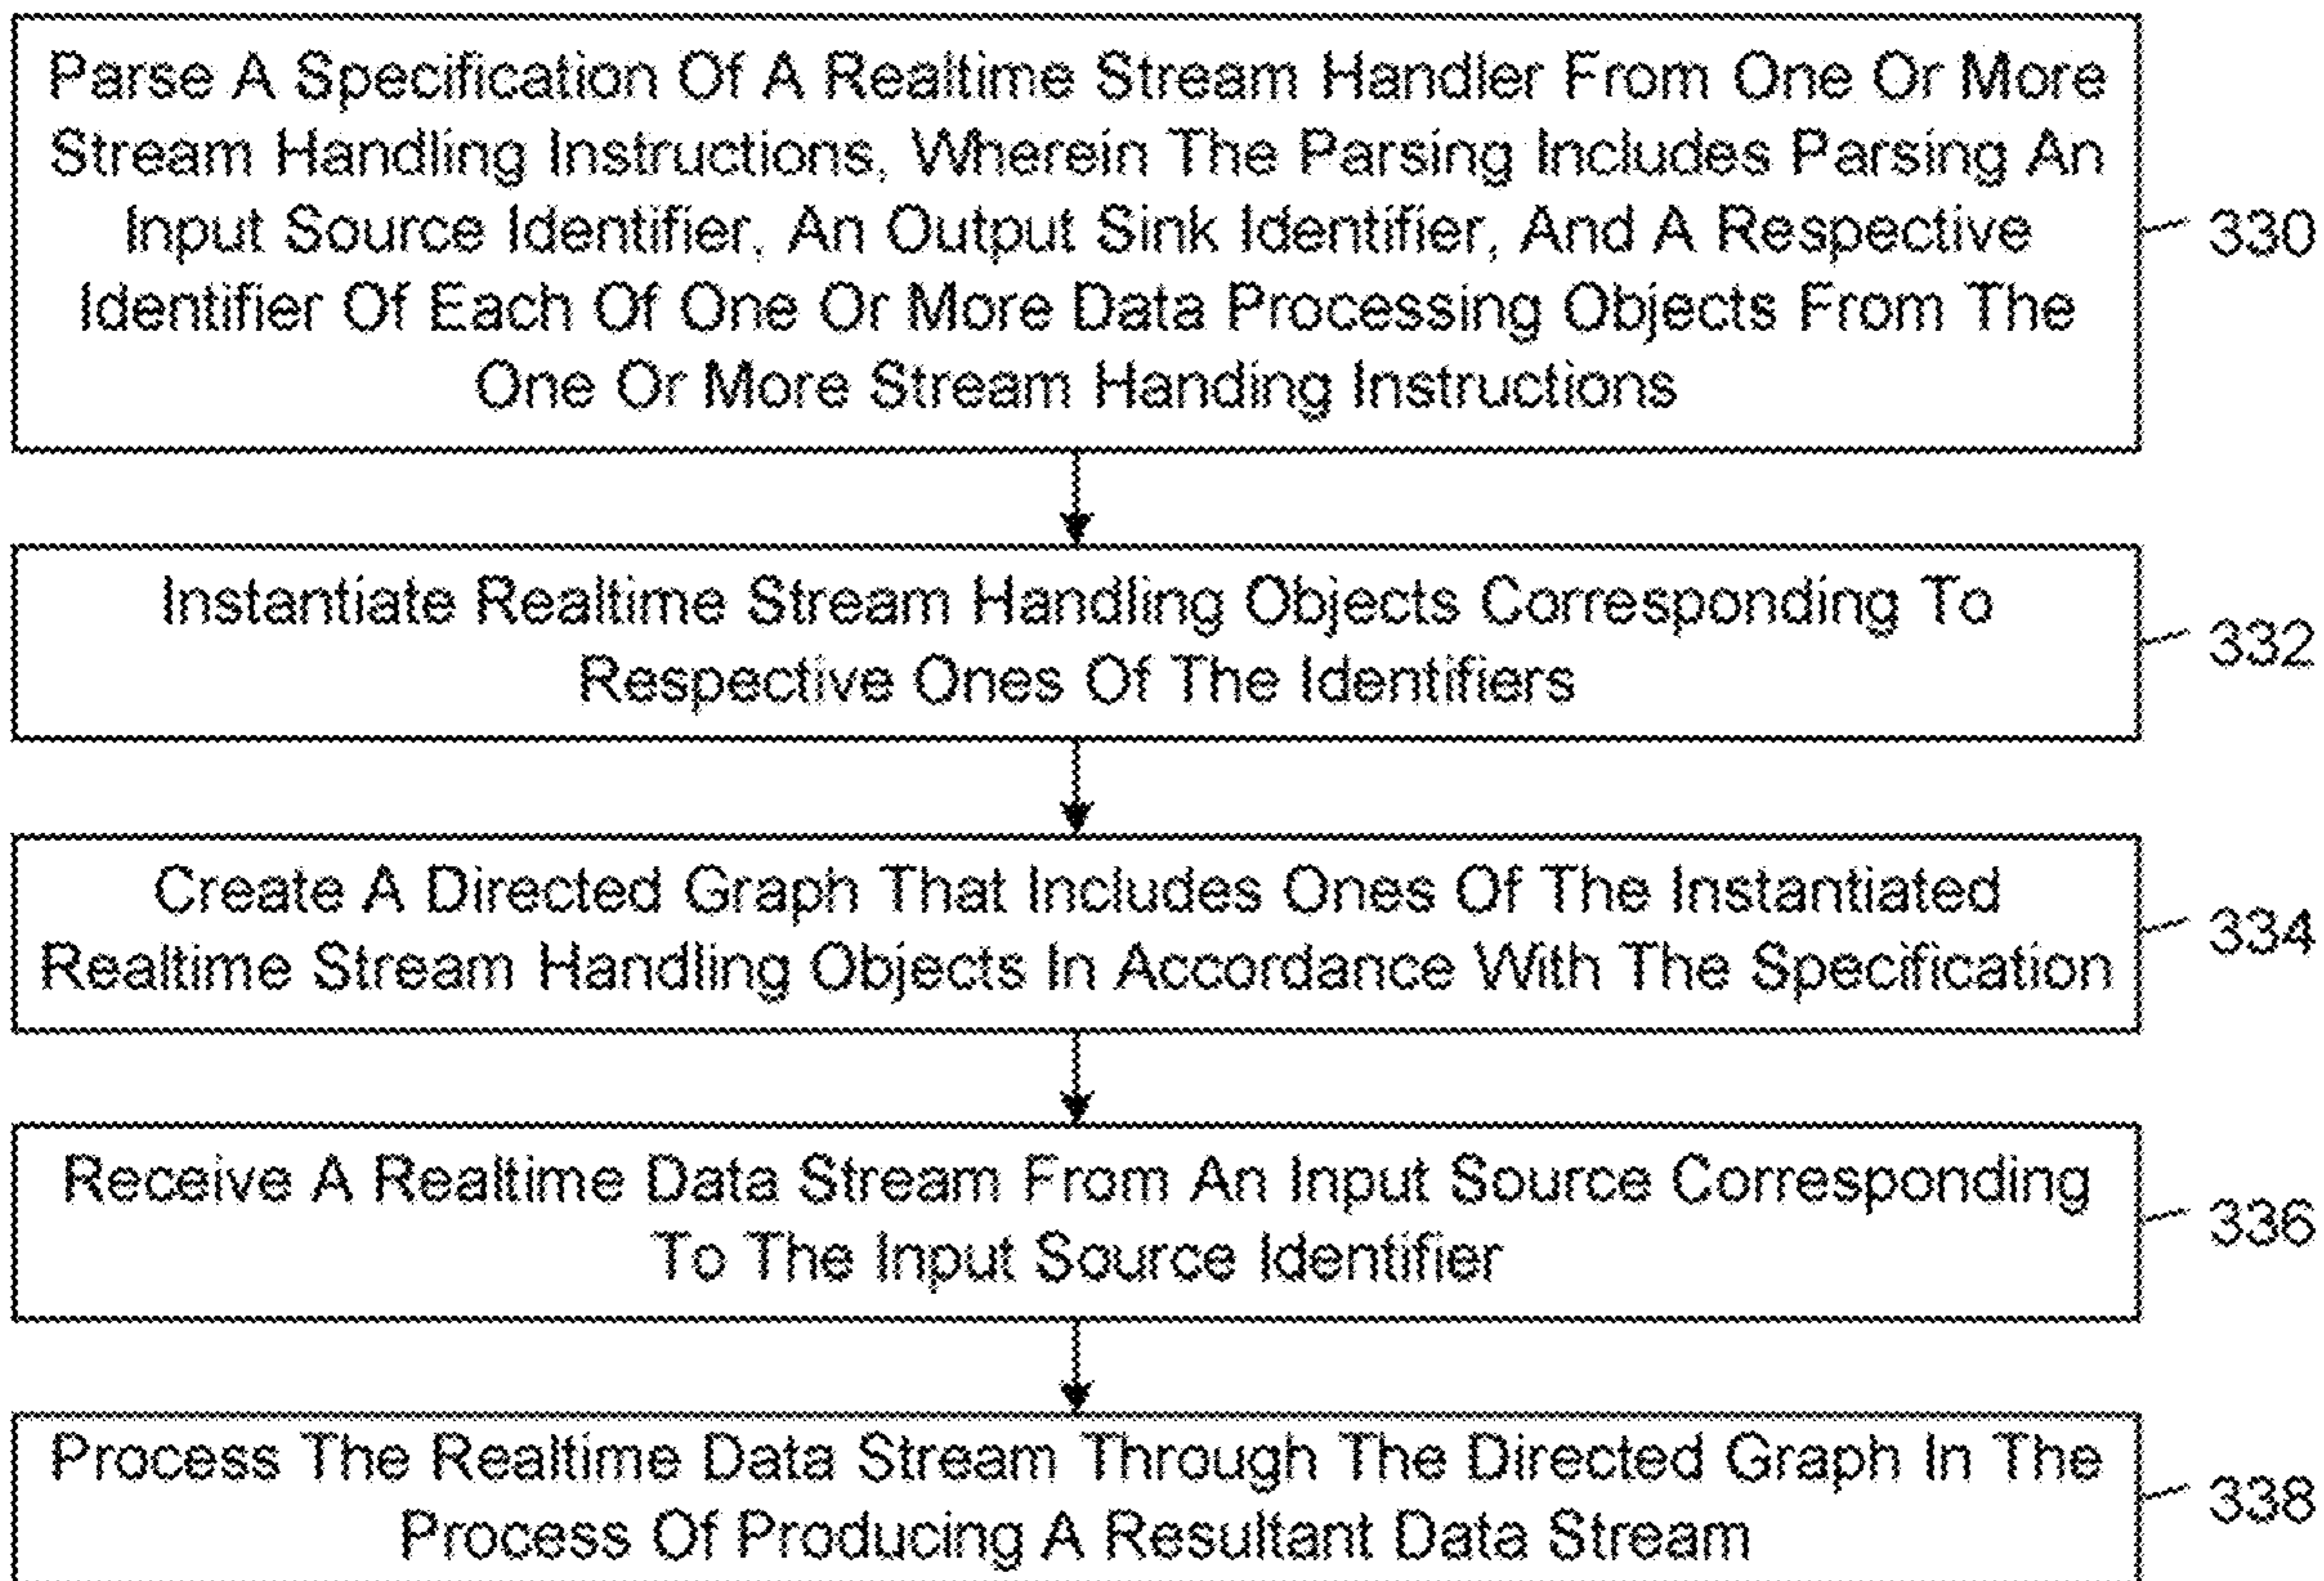 Parse A Specification Of A Realtime Stream Handler From One Or More
Stream Handling Instructions, Wherein The Parsing Includes Parsing An
Input Source Identifier, An Output Sink Identifier, And A Respective
Identifier Of Each Of One Or More Data Processing Objects From The
One Or More Stream Handing Instructions
330
Instantiate Realtime Stream Handling Objects Corresponding To
Respective Ones Of The Identifiers
332
Create A Directed Graph That Includes Ones Of The Instantiated
Realtime Stream Handling Objects In Accordance With The Specification
334
Receive A Realtime Data Stream From An Input Source Corresponding
To The Input Source Identifier
336
Process The Realtime Data Stream Through The Directed Graph In The
Process Of Producing A Resultant Data Stream
338